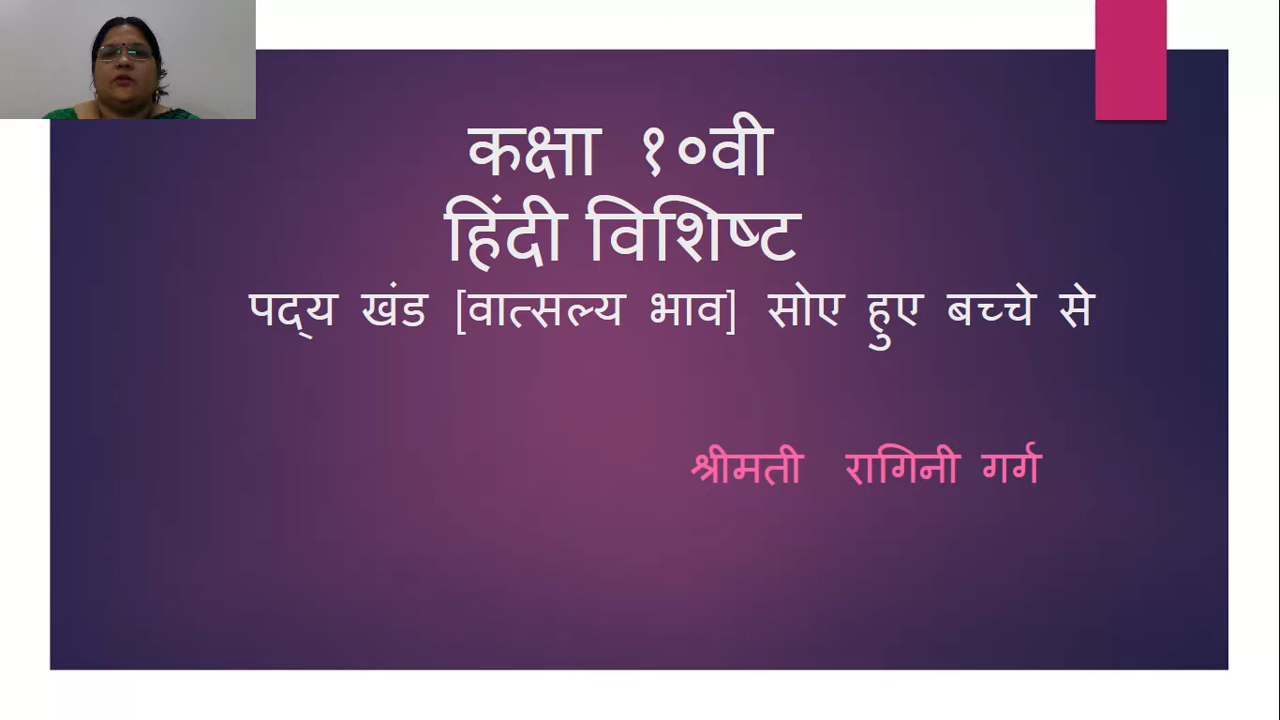 कक्षा १०वी
हिंदी विशिष्ट
पद्य खंड [वात्सल्य भाव] सोए हुए बच्चे से
श्रीमती रागिनी गर्ग